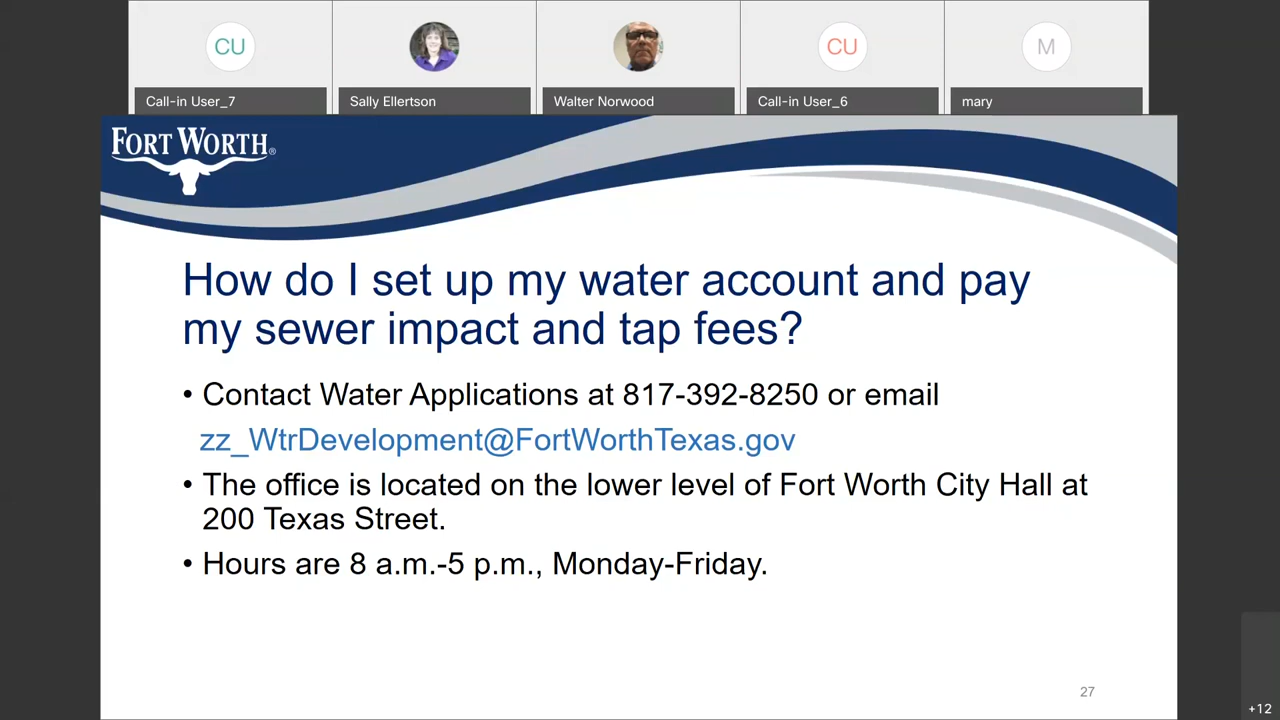 CU
CU
M
Call-in User_7
Sally Ellertson
Walter Norwood
Call-in User_6
mary
FORT WORTH®
How do I set up my water account and pay
my sewer impact and tap fees?
• Contact Water Applications at 817-392-8250 or email
zz_WtrDevelopment@FortWorthTexas.gov
• The office is located on the lower level of Fort Worth City Hall at
200 Texas Street.
• Hours are 8 a.m.-5 p.m., Monday-Friday.
27
+12